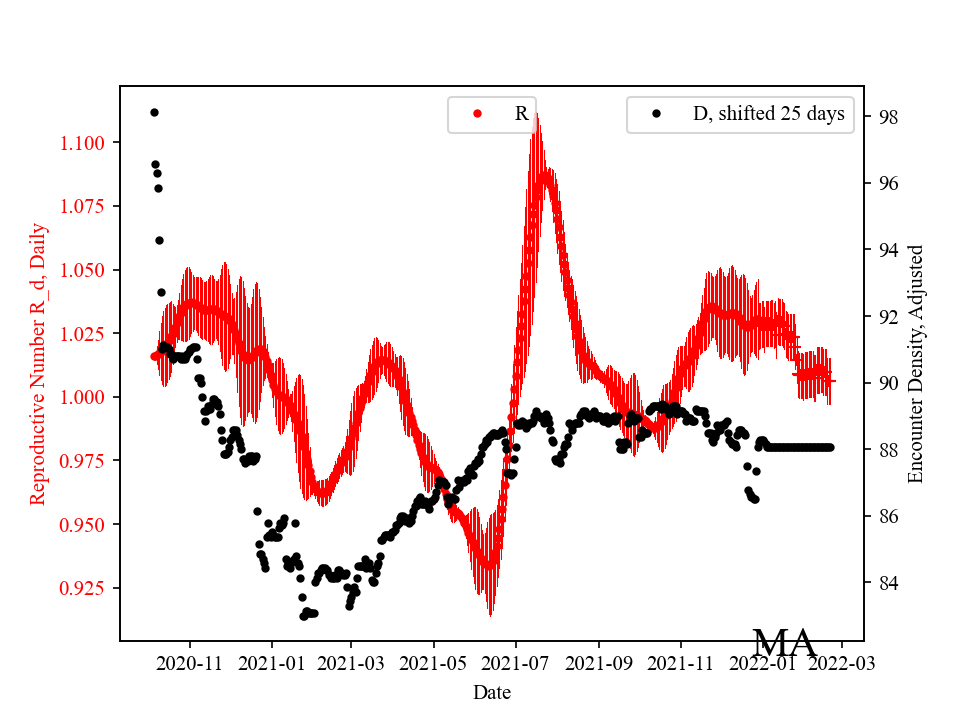 R
D, shifted 25 days
1.100
1.075
1.050
1.025
1.000
0.975
0.950
0.925
Reproductive Number R_d, Daily
98
96
94
92
90
88
86
84
Encounter Density, Adjusted
MA
2020-11 2021-01 2021-03 2021-05 2021-07 2021-09 2021-11 2022-01 2022-03
Date